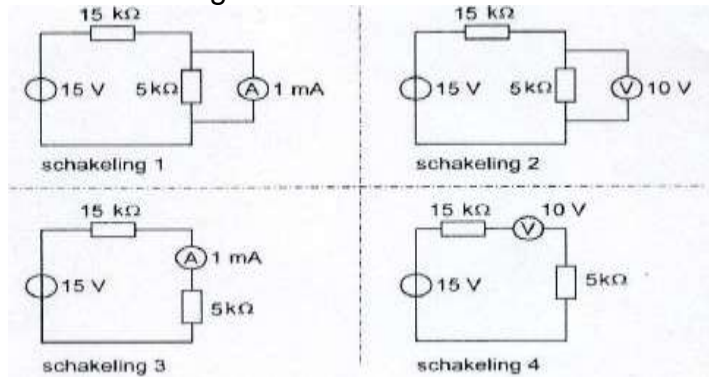 15 kΩ
15 V 5kΩ A 1 mA
schakeling 1
15 kΩ
15 V 5kΩ V 10 V
schakeling 2
15 kΩ
A 1 mA
15 V
5kΩ
schakeling 3
15 kΩ 10 V
V
15 V 5kΩ
schakeling 4